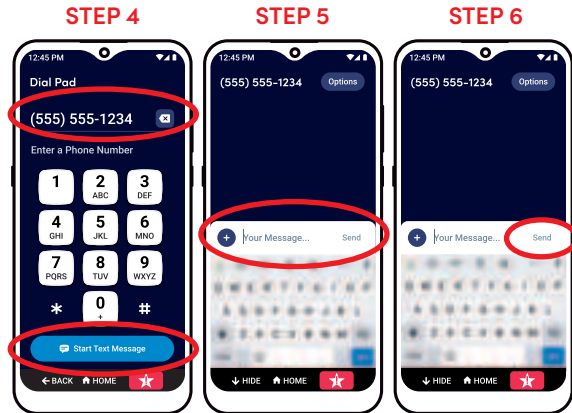 STEP 4
12:45 PM
Dial Pad
(555) 555-1234
Enter a Phone Number
1
2
ABC
3
DEF
4
GHI
5
JKL
6
MNO
7
PQRS
8
TUV
9
WXYZ
*
0
+
#
Start Text Message
BACK HOME
STEP 5
12:45 PM
(555) 555-1234 Options
+ Your Message... Send
HIDE HOME
STEP 6
12:45 PM
(555) 555-1234 Options
+ Your Message... Send
HIDE HOME